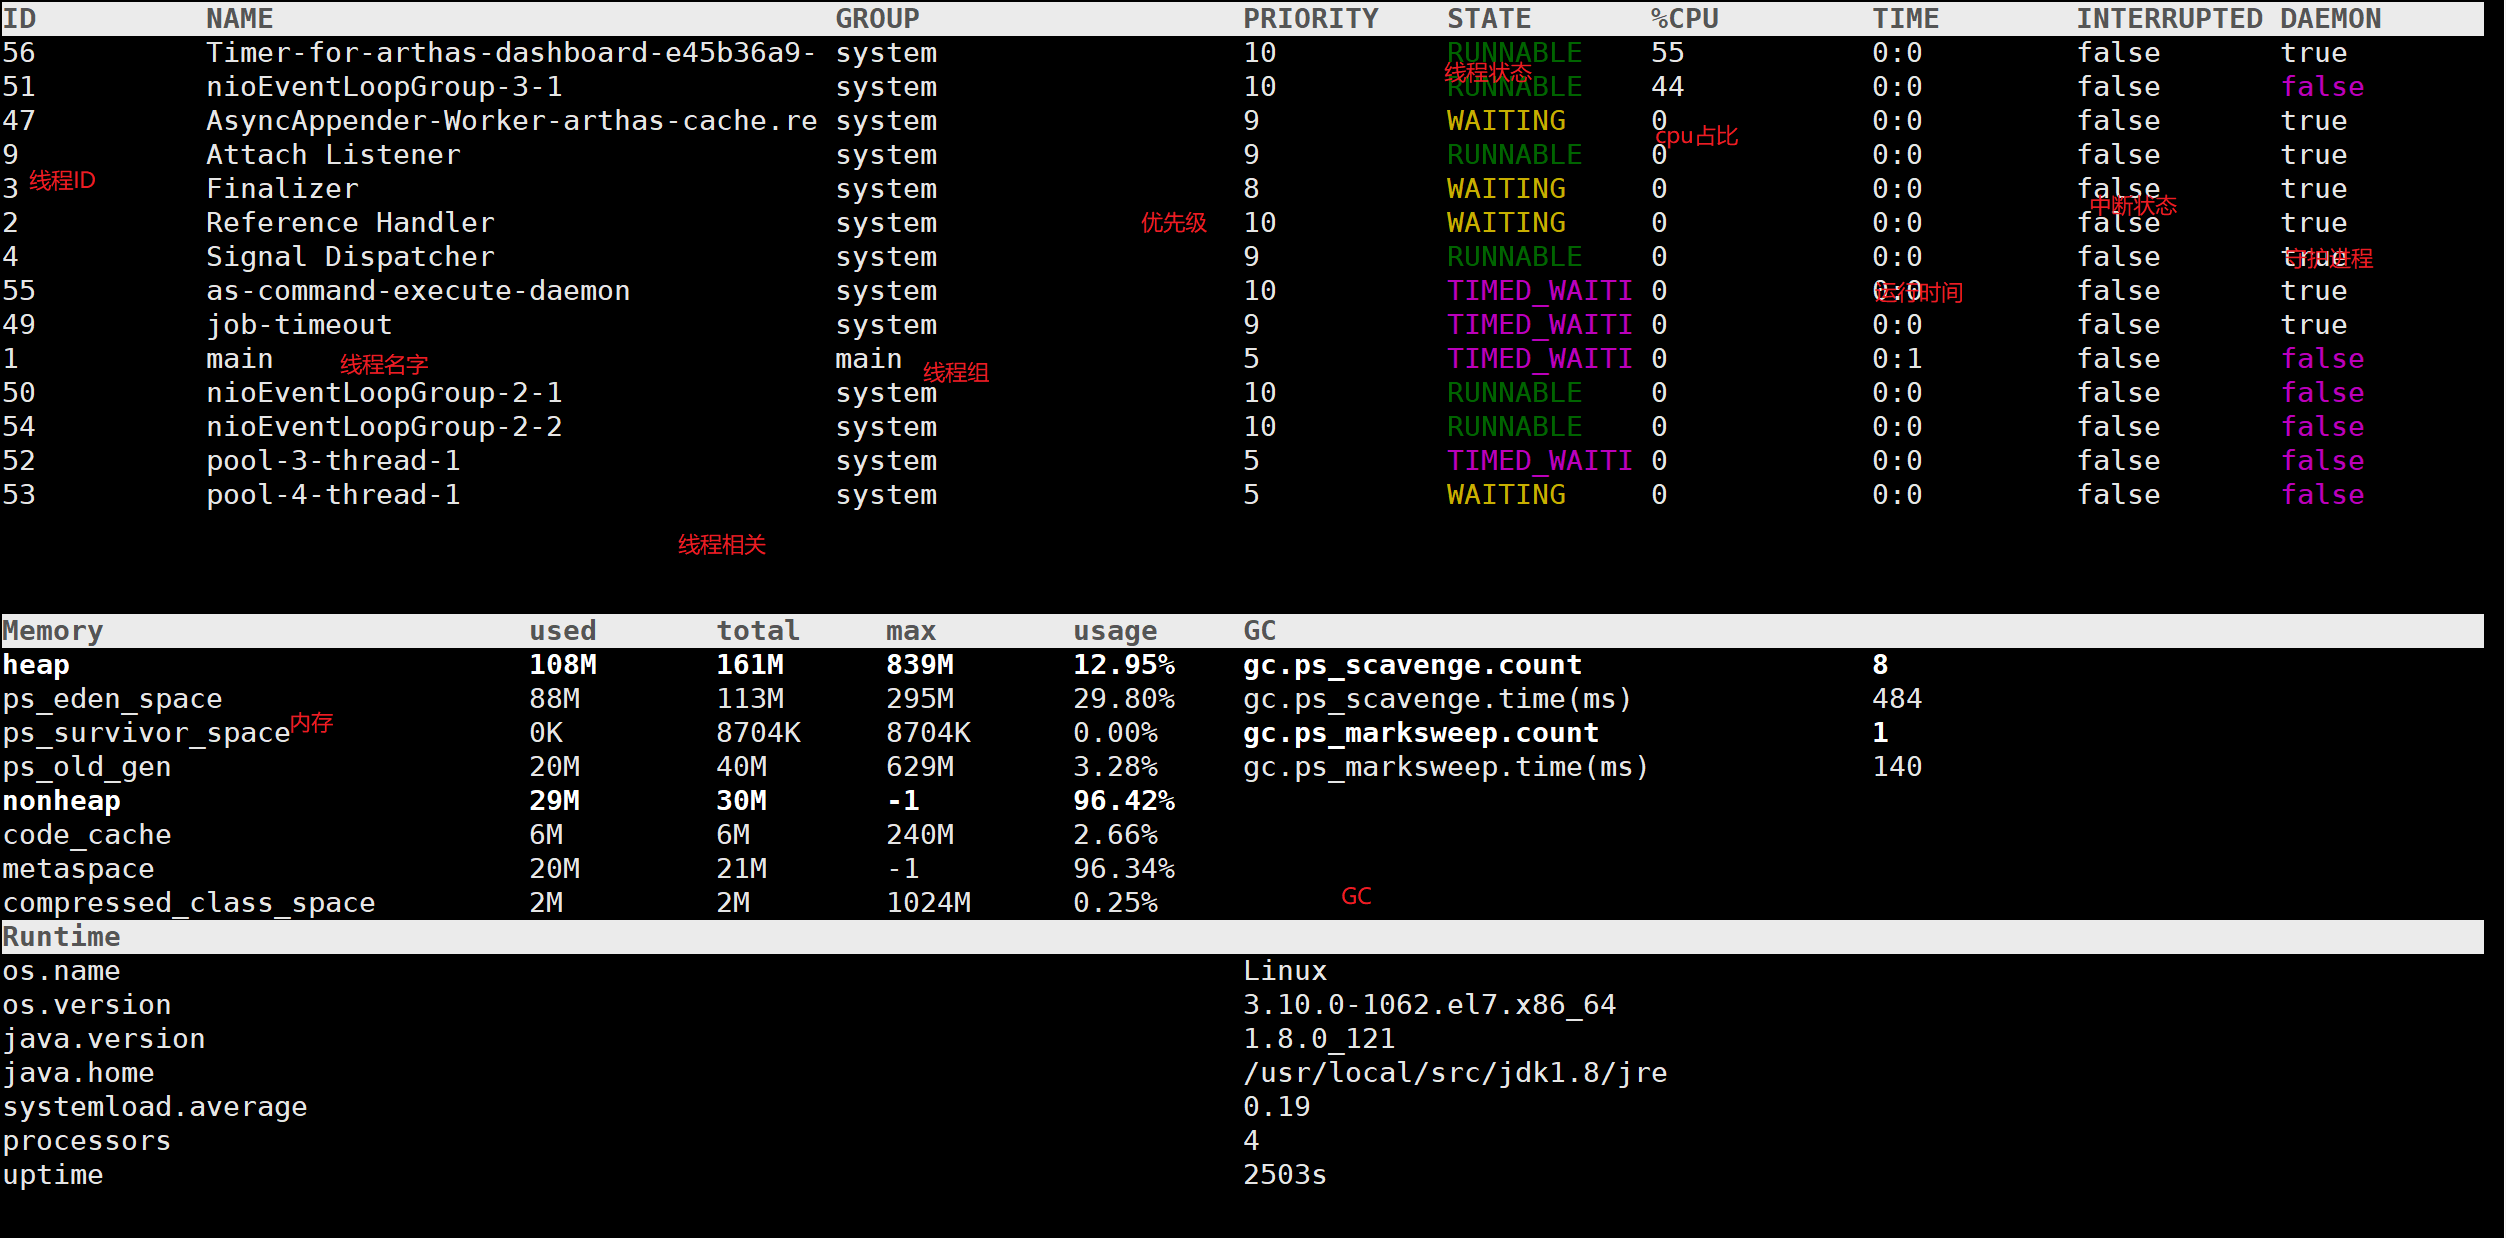 ID NAME GROUP PRIORITY STATE %CPU TIME INTERRUPTED DAEMON
56 Timer-for-arthas-dashboard-e45b36a9- system 10 RUNNABLE 55 0:0 false true
线程状态
51 nioEventLoopGroup-3-1 system 10 RUNNABLE 44 0:0 false false
47 AsyncAppender-Worker-arthas-cache.re system 9 WAITING 0 0:0 false true
cpu占比
9 Attach Listener system 9 RUNNABLE 0 0:0 false true
线程ID
3 Finalizer system 8 WAITING 0 0:0 false true
中断状态
2 Reference Handler system 优先级 10 WAITING 0 0:0 false true
4 Signal Dispatcher system 9 RUNNABLE 0 0:0 false true
守护进程
55 as-command-execute-daemon system 10 TIMED_WAITI 0 0:0 false true
运行时间
49 job-timeout system 9 TIMED_WAITI 0 0:0 false true
1 main main 5 TIMED_WAITI 0 0:1 false false
线程名字 线程组
50 nioEventLoopGroup-2-1 system 10 RUNNABLE 0 0:0 false false
54 nioEventLoopGroup-2-2 system 10 RUNNABLE 0 0:0 false false
52 pool-3-thread-1 system 5 TIMED_WAITI 0 0:0 false false
53 pool-4-thread-1 system 5 WAITING 0 0:0 false false
线程相关
Memory used total max usage GC
heap 108M 161M 839M 12.95% gc.ps_scavenge.count 8
ps_eden_space 88M 113M 295M 29.80% gc.ps_scavenge.time(ms) 484
内存
ps_survivor_space 0K 8704K 8704K 0.00% gc.ps_marksweep.count 1
ps_old_gen 20M 40M 629M 3.28% gc.ps_marksweep.time(ms) 140
nonheap 29M 30M -1 96.42%
code_cache 6M 6M 240M 2.66%
metaspace 20M 21M -1 96.34%
compressed_class_space 2M 2M 1024M 0.25% GC
Runtime
os.name Linux
os.version 3.10.0-1062.el7.x86_64
java.version 1.8.0_121
java.home /usr/local/src/jdk1.8/jre
systemload.average 0.19
processors 4
uptime 2503s